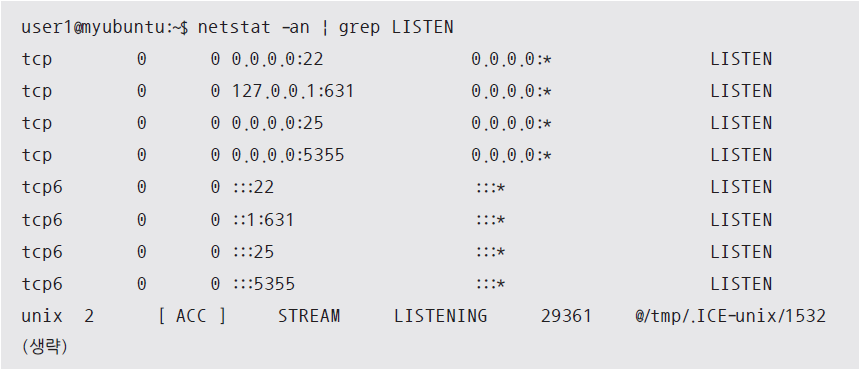 user1@myubuntu:~$ netstat -an | grep LISTEN
tcp 0 0 0.0.0.0:22 0.0.0.0:* LISTEN
tcp 0 0 127.0.0.1:631 0.0.0.0:* LISTEN
tcp 0 0 0.0.0.0:25 0.0.0.0:* LISTEN
tcp 0 0 0.0.0.0:5355 0.0.0.0:* LISTEN
tcp6 0 0 :::22 :::* LISTEN
tcp6 0 0 ::1:631 :::* LISTEN
tcp6 0 0 :::25 :::* LISTEN
tcp6 0 0 :::5355 :::* LISTEN
unix 2 [ ACC ] STREAM LISTENING 29361 @/tmp/.ICE-unix/1532
(생략)